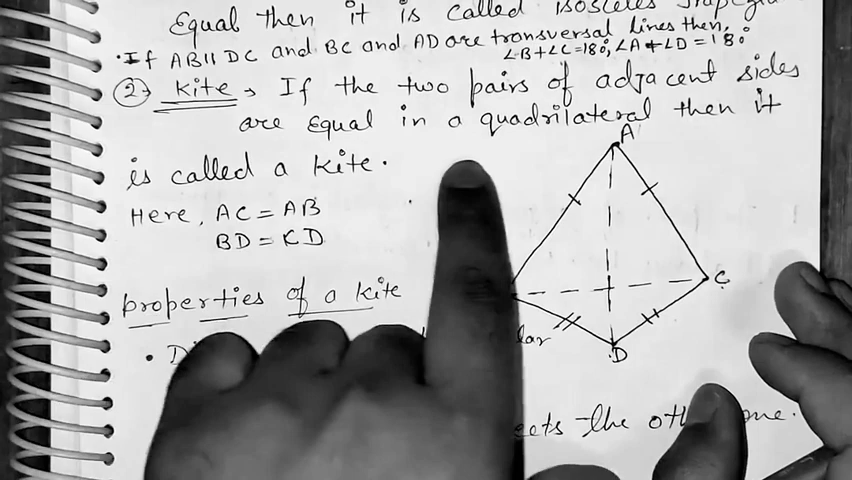 Equal then it is called isosceles
• If AB || DC and BC and AD are transversal lines then,
∠B+∠C=180°, ∠A+∠D=180°
2→ Kite → If the two pairs of adjacent sides
are equal in a quadrilateral then it
is called a kite.
A
Here, AC = AB
BD = CD
C
properties of a kite
• D
lar
D
eets the oth